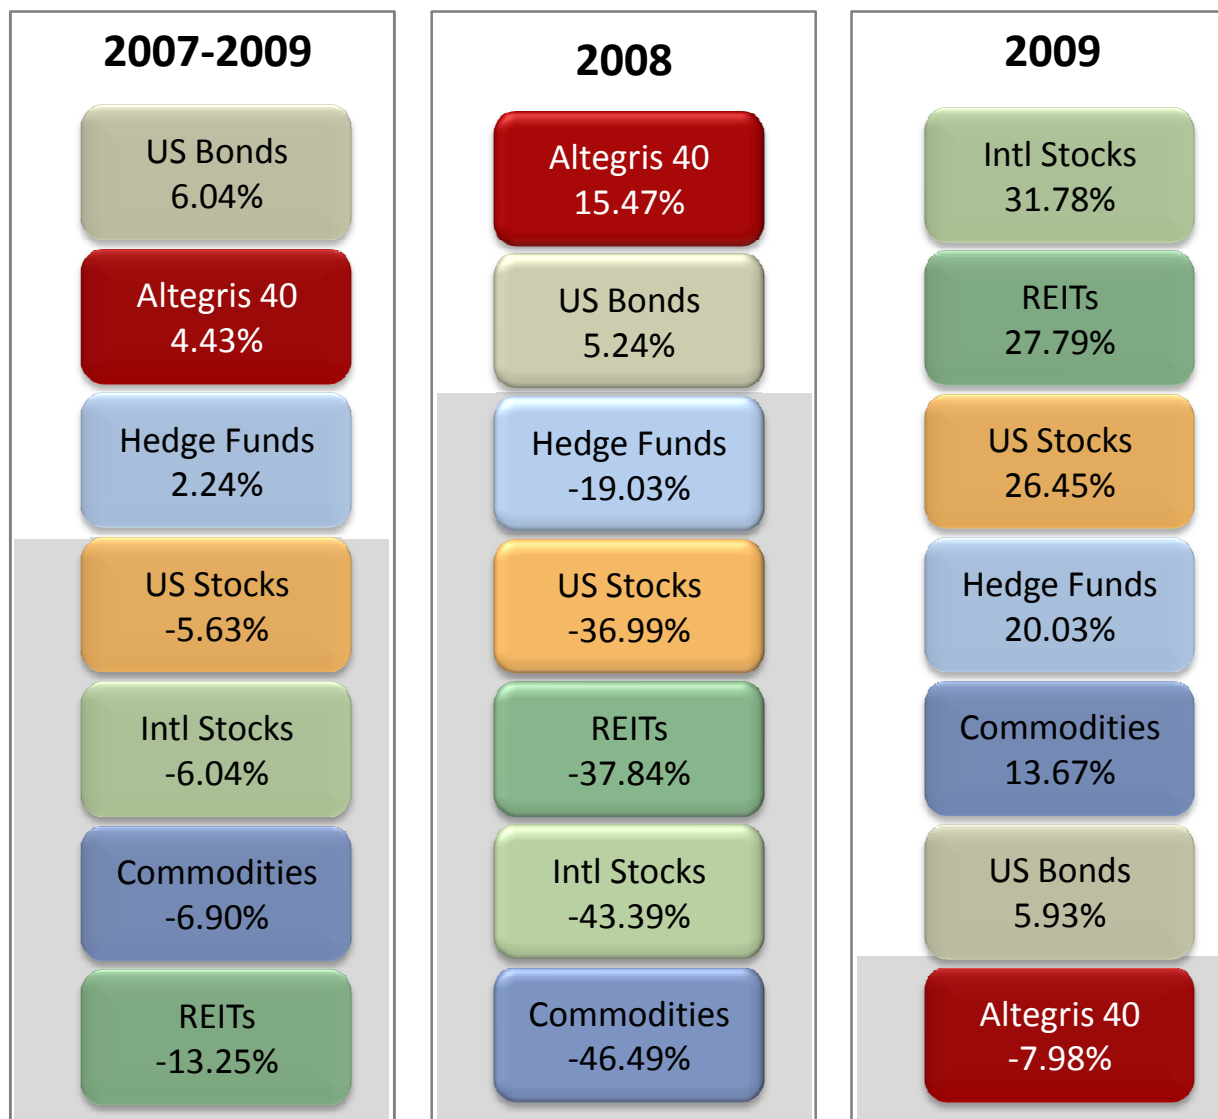 2007-2009
US Bonds
6.04%
Altegris 40
4.43%
Hedge Funds
2.24%
US Stocks
-5.63%
Intl Stocks
-6.04%
Commodities
-6.90%
REITs
-13.25%
2008
Altegris 40
15.47%
US Bonds
5.24%
Hedge Funds
-19.03%
US Stocks
-36.99%
REITs
-37.84%
Intl Stocks
-43.39%
Commodities
-46.49%
2009
Intl Stocks
31.78%
REITs
27.79%
US Stocks
26.45%
Hedge Funds
20.03%
Commodities
13.67%
US Bonds
5.93%
Altegris 40
-7.98%